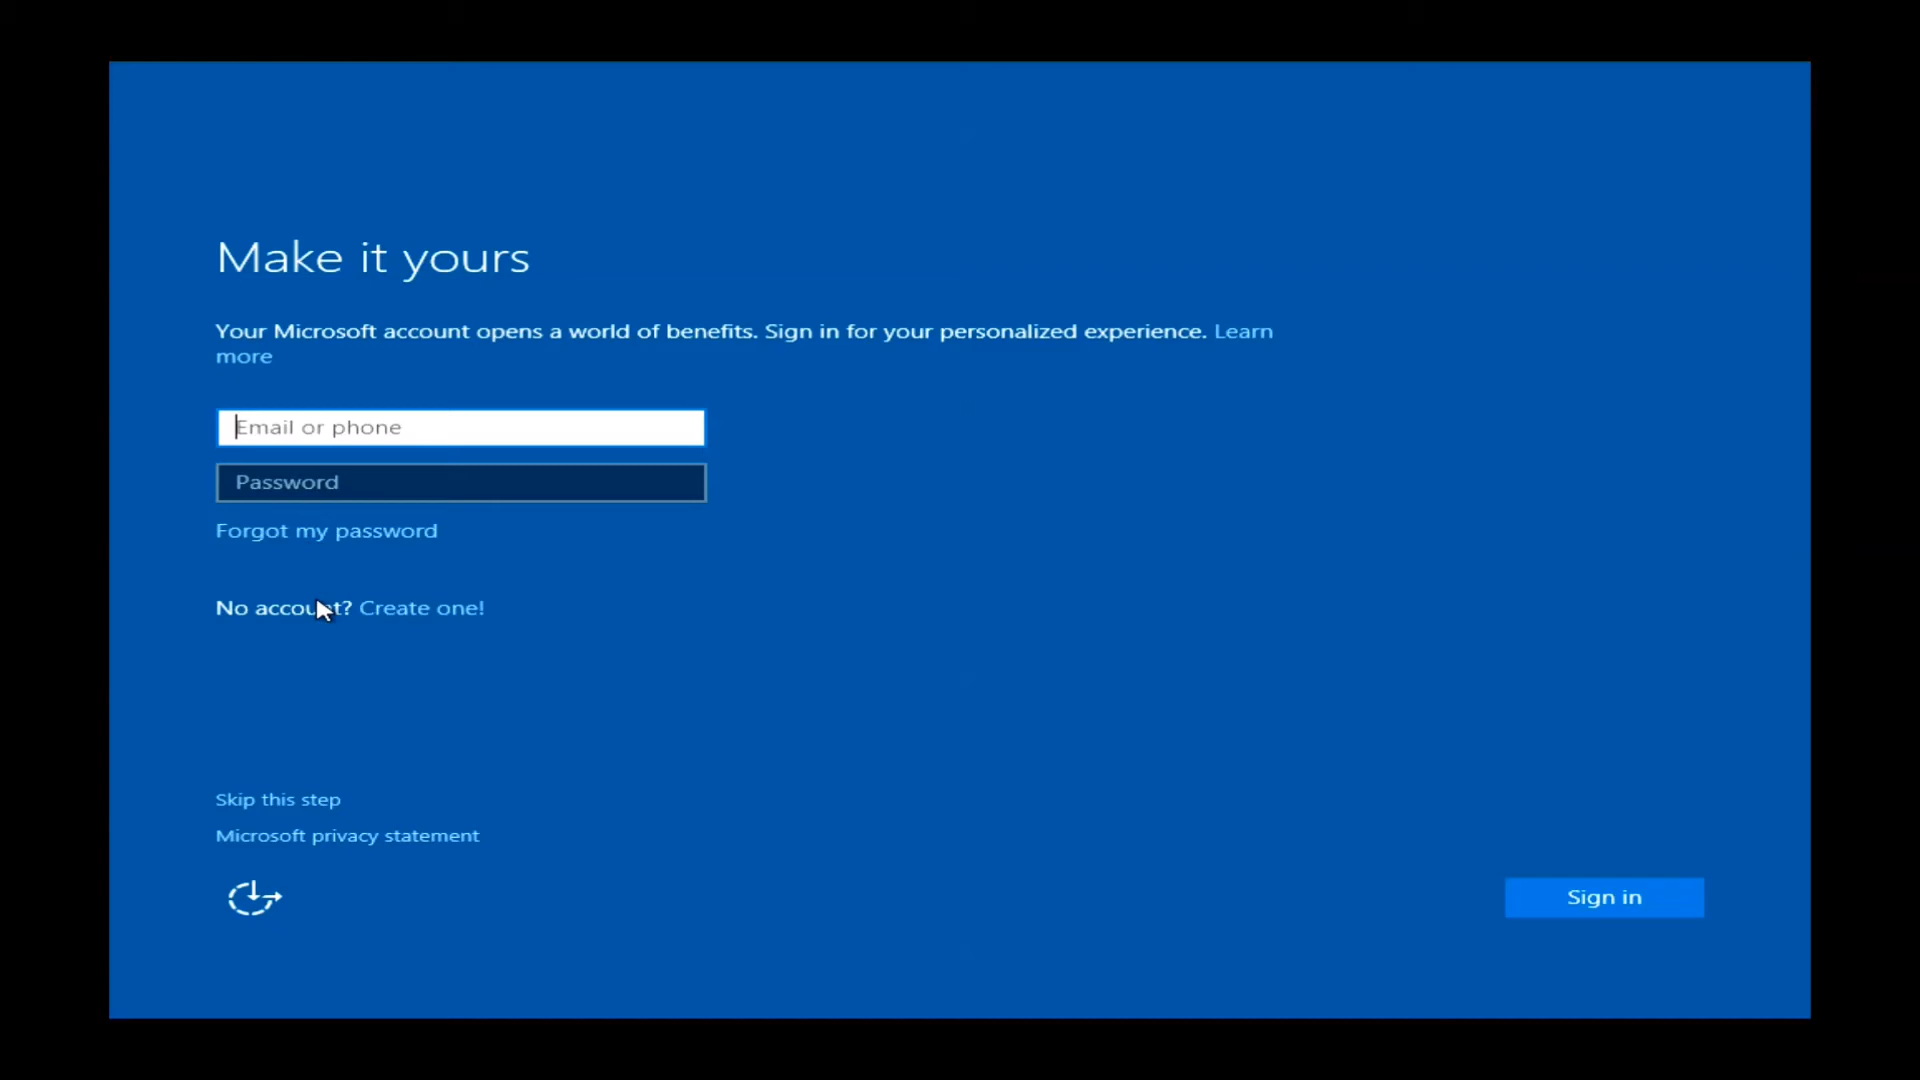 Make it yours
Your Microsoft account opens a world of benefits. Sign in for your personalized experience. Learn
more
Email or phone
Password
Forgot my password
No account? Create one!
Skip this step
Microsoft privacy statement
Sign in